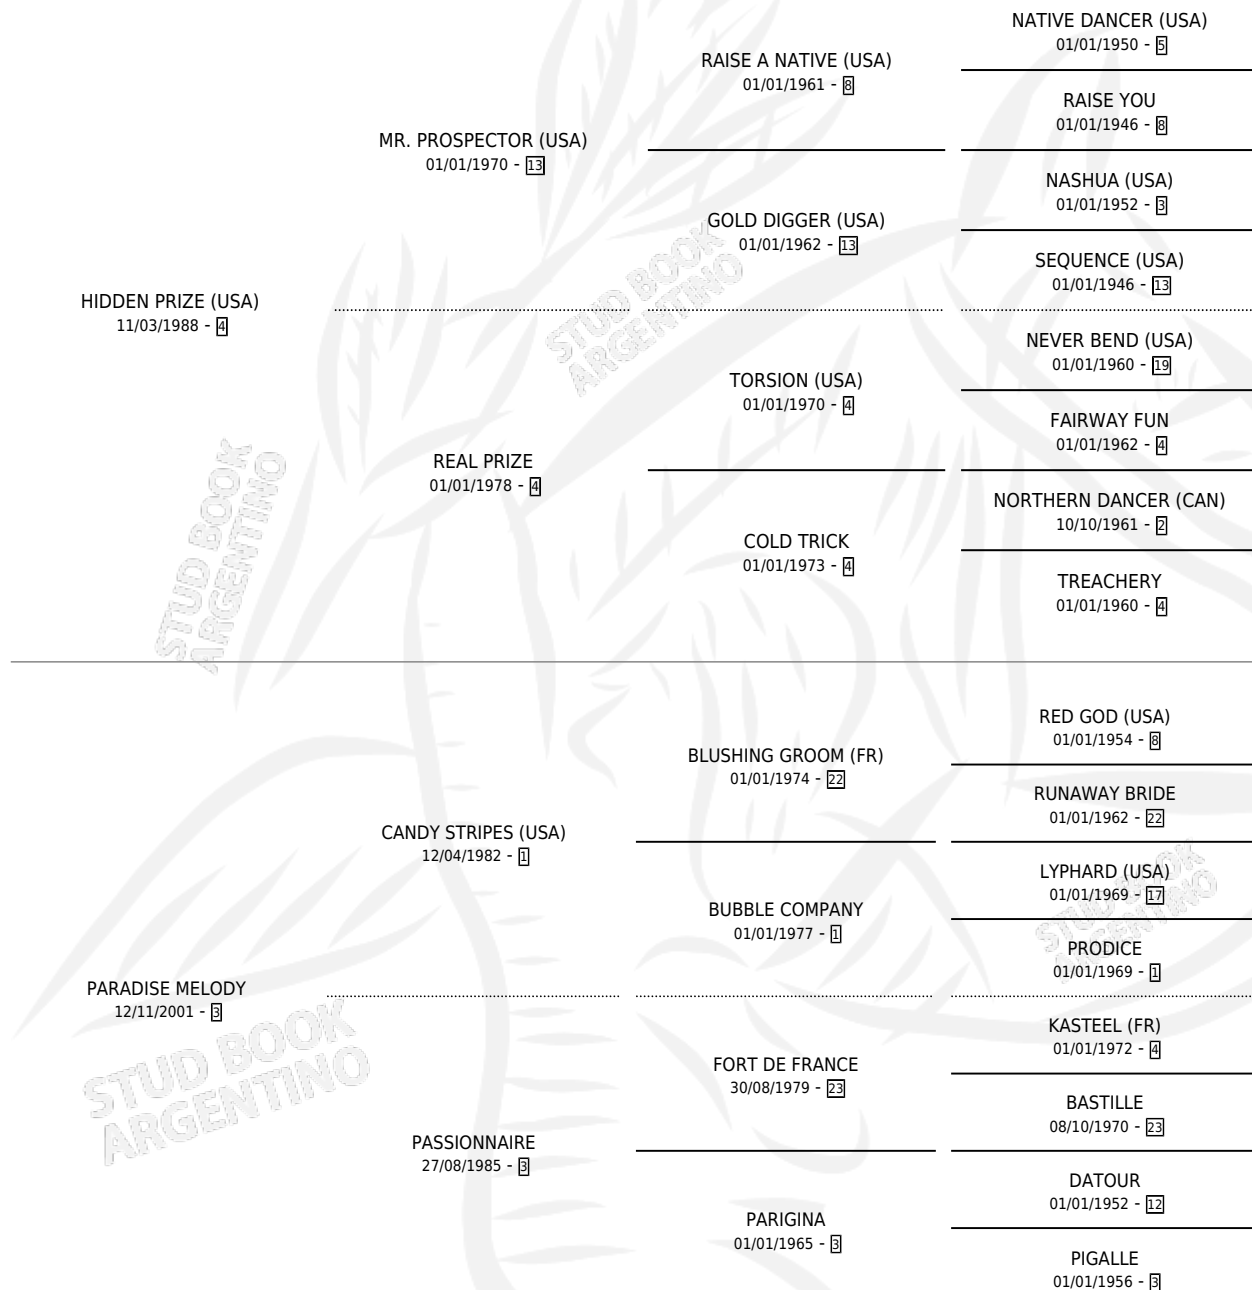 NATIVE DANCER (USA)
01/01/1950 - 5
RAISE A NATIVE (USA)
01/01/1961 - 8
RAISE YOU
01/01/1946 - 8
MR. PROSPECTOR (USA)
01/01/1970 - 13
NASHUA (USA)
01/01/1952 - 3
GOLD DIGGER (USA)
01/01/1962 - 13
SEQUENCE (USA)
01/01/1946 - 13
HIDDEN PRIZE (USA)
11/03/1988 - 4
NEVER BEND (USA)
01/01/1960 - 19
TORSION (USA)
01/01/1970 - 4
FAIRWAY FUN
01/01/1962 - 4
REAL PRIZE
01/01/1978 - 4
NORTHERN DANCER (CAN)
10/10/1961 - 2
COLD TRICK
01/01/1973 - 4
TREACHERY
01/01/1960 - 4
RED GOD (USA)
01/01/1954 - 8
BLUSHING GROOM (FR)
01/01/1974 - 22
RUNAWAY BRIDE
01/01/1962 - 22
CANDY STRIPES (USA)
12/04/1982 - 1
LYPHARD (USA)
01/01/1969 - 17
BUBBLE COMPANY
01/01/1977 - 1
PRODICE
01/01/1969 - 1
PARADISE MELODY
12/11/2001 - 3
KASTEEL (FR)
01/01/1972 - 4
FORT DE FRANCE
30/08/1979 - 23
BASTILLE
08/10/1970 - 23
PASSIONNAIRE
27/08/1985 - 3
DATOUR
01/01/1952 - 12
PARIGINA
01/01/1965 - 3
PIGALLE
01/01/1956 - 3
STUD BOOK
ARGENTINO
STUD BOOK
ARGENTINO
STUD BOOK
ARGENTINO
STUD BOOK
ARGENTINO